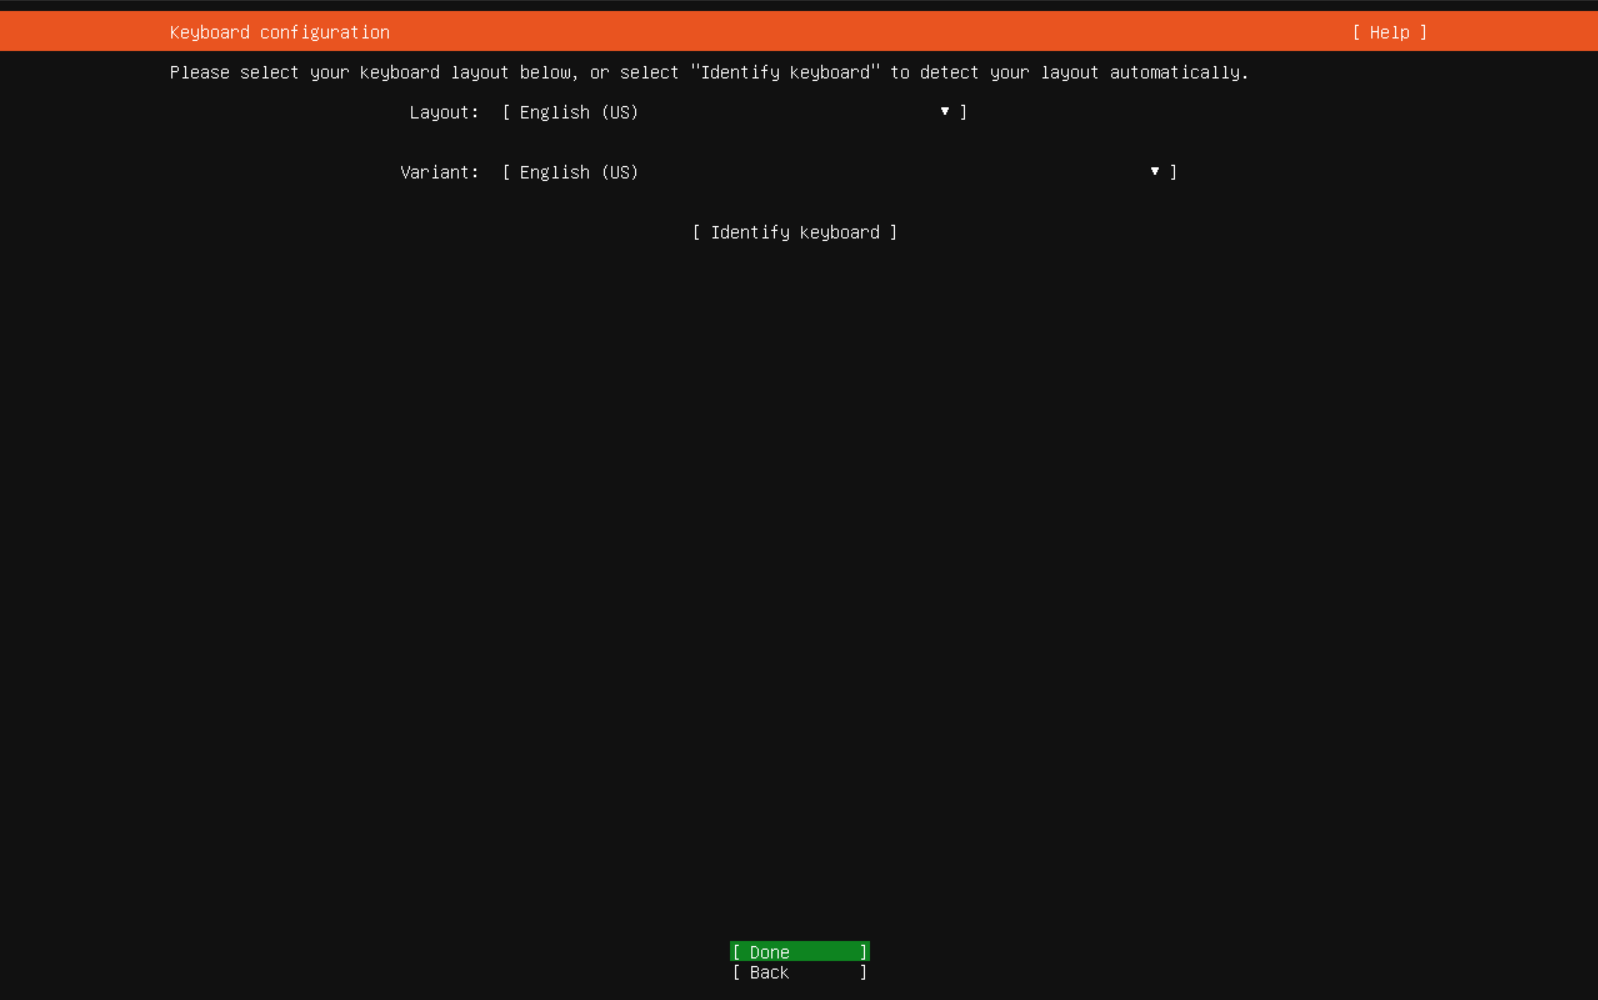 Keyboard configuration [ Help ]
Please select your keyboard layout below, or select "Identify keyboard" to detect your layout automatically.
Layout: [ English (US) ▼ ]
Variant: [ English (US) ▼ ]
[ Identify keyboard ]
[ Done ]
[ Back ]